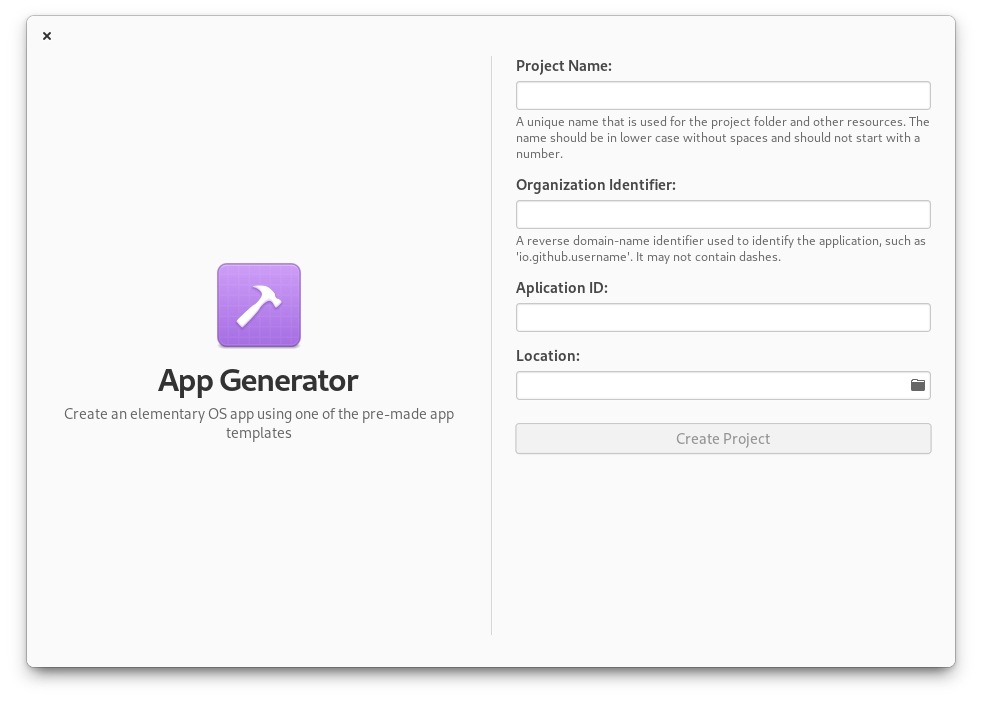 App Generator
Create an elementary OS app using one of the pre-made app
templates
Project Name:
A unique name that is used for the project folder and other resources. The
name should be in lower case without spaces and should not start with a
number.
Organization Identifier:
A reverse domain-name identifier used to identify the application, such as
'io.github.username'. It may not contain dashes.
Aplication ID:
Location:
Create Project